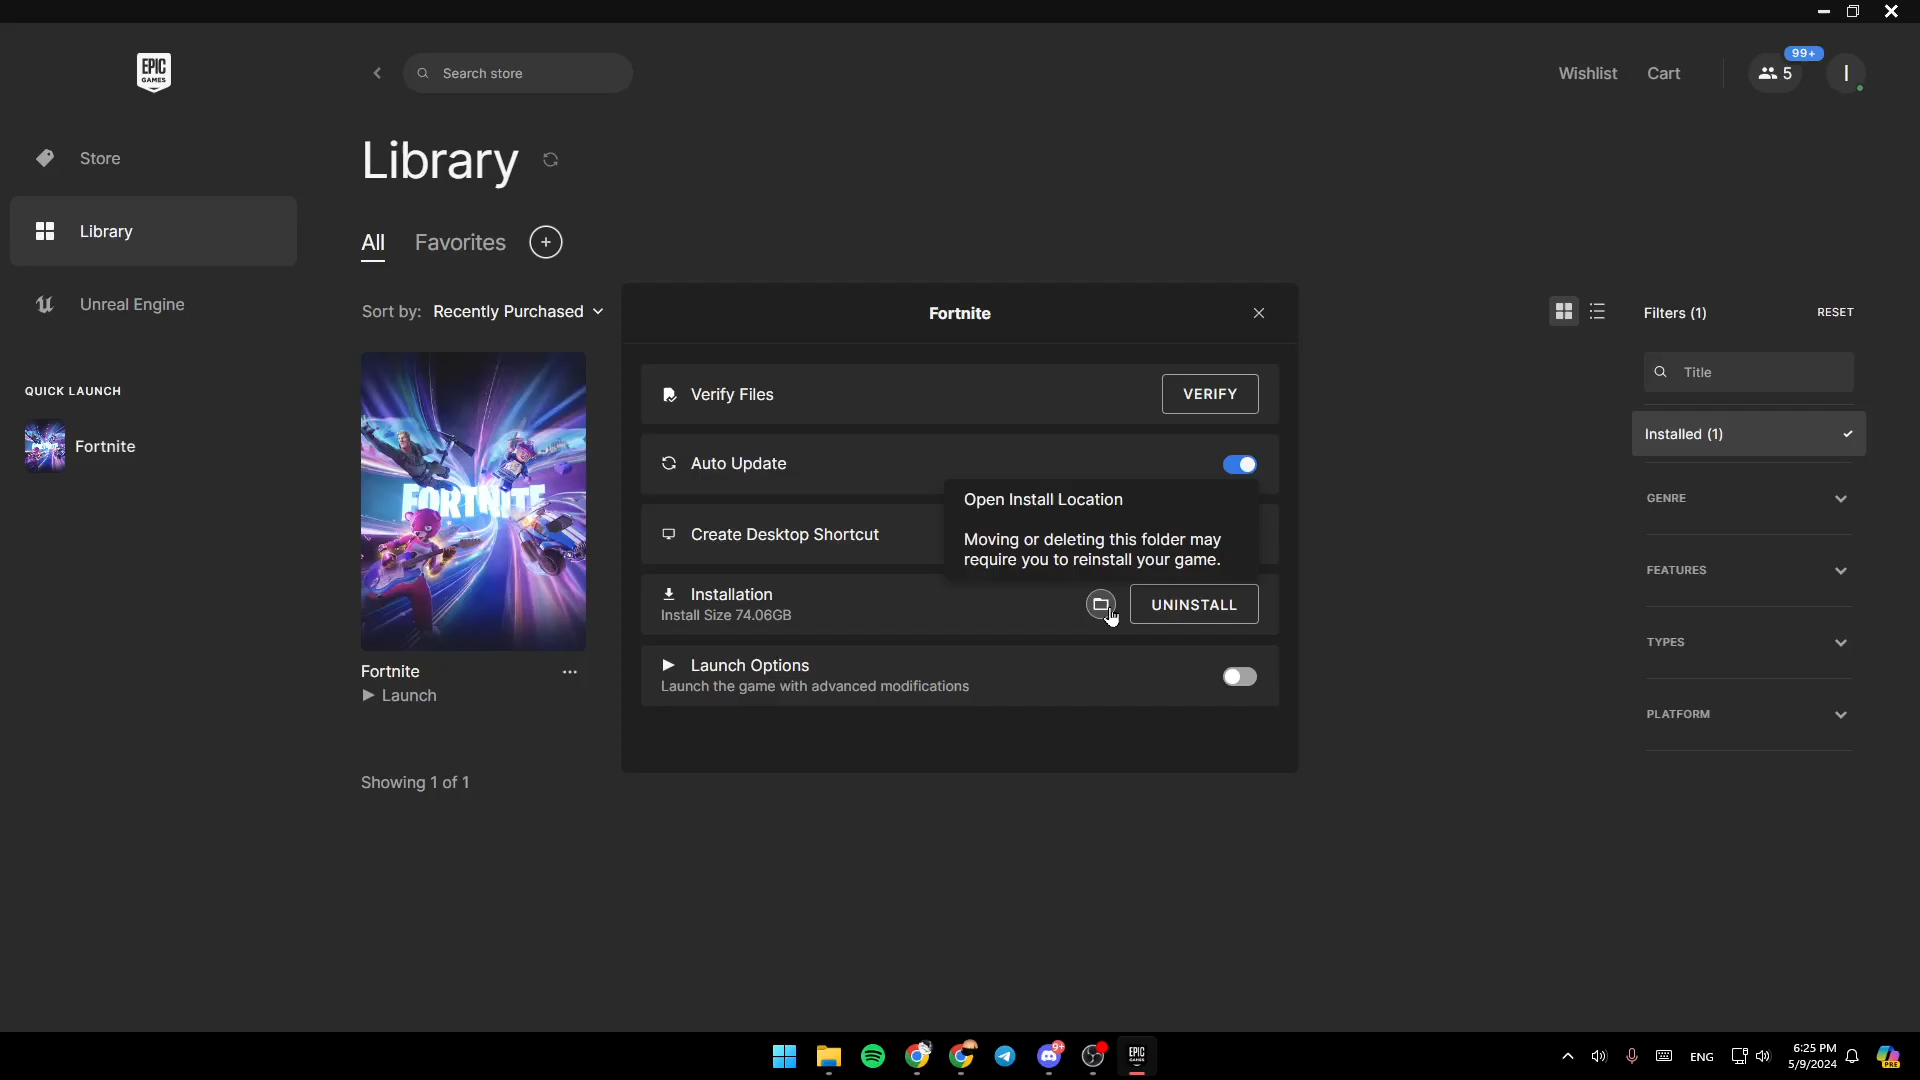 EPIC
GAMES
Search store
Wishlist
Cart
5
99+
I
Store
Library
Unreal Engine
QUICK LAUNCH
Fortnite
Library
All
Favorites
+
Sort by: Recently Purchased
FORTNITE
Fortnite
Launch
Showing 1 of 1
Fortnite
Verify Files
VERIFY
Auto Update
Create Desktop Shortcut
Open Install Location
Moving or deleting this folder may
require you to reinstall your game.
Installation
Install Size 74.06GB
UNINSTALL
Launch Options
Launch the game with advanced modifications
Filters (1)
RESET
Title
Installed (1)
GENRE
FEATURES
TYPES
PLATFORM
9+
EPIC
GAMES
ENG
6:25 PM
5/9/2024
PRE